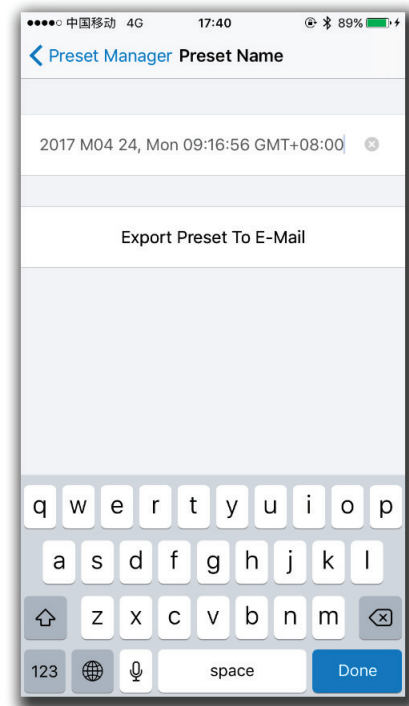 中国移动 4G 17:40 89%
Preset Manager Preset Name
2017 M04 24, Mon 09:16:56 GMT+08:00
Export Preset To E-Mail
q w e r t y u i o p
a s d f g h j k l
z x c v b n m
123 space Done